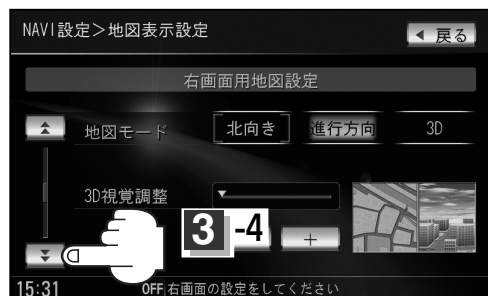 NAVI設定＞地図表示設定
戻る
右画面用地図設定
地図モード 北向き 進行方向 3D
3D視覚調整
3 -4
+
15:31 OFF 右画面の設定をしてください